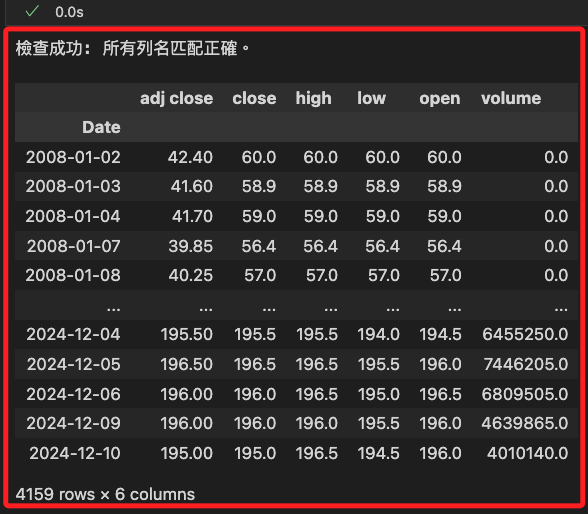 0.0s
檢查成功: 所有列名匹配正確。
adj close close high low open volume
Date
2008-01-02 42.40 60.0 60.0 60.0 60.0 0.0
2008-01-03 41.60 58.9 58.9 58.9 58.9 0.0
2008-01-04 41.70 59.0 59.0 59.0 59.0 0.0
2008-01-07 39.85 56.4 56.4 56.4 56.4 0.0
2008-01-08 40.25 57.0 57.0 57.0 57.0 0.0
... ... ... ... ... ... ...
2024-12-04 195.50 195.5 195.5 194.0 194.5 6455250.0
2024-12-05 196.50 196.5 196.5 195.5 196.0 7446205.0
2024-12-06 196.00 196.0 196.5 195.0 196.5 6809505.0
2024-12-09 196.00 196.0 196.0 195.5 196.0 4639865.0
2024-12-10 195.00 195.0 196.5 194.5 196.0 4010140.0
4159 rows × 6 columns